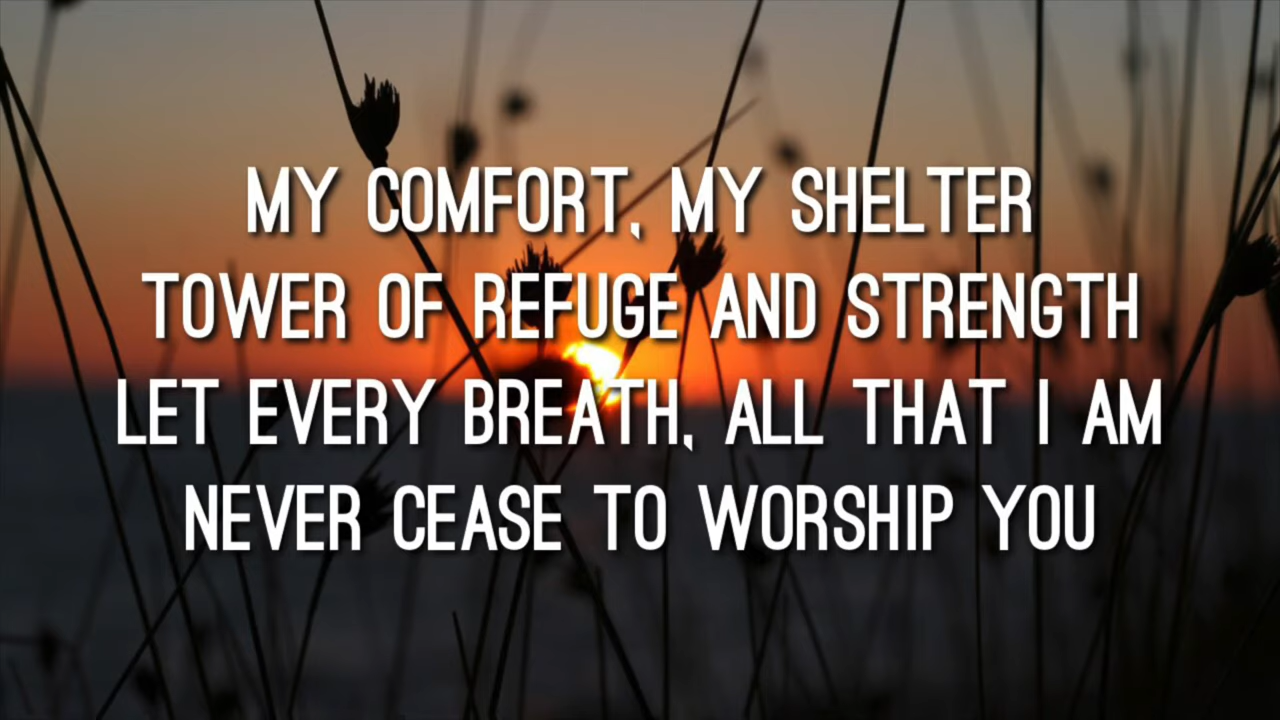 MY COMFORT, MY SHELTER
TOWER OF REFUGE AND STRENGTH
LET EVERY BREATH, ALL THAT I AM
NEVER CEASE TO WORSHIP YOU